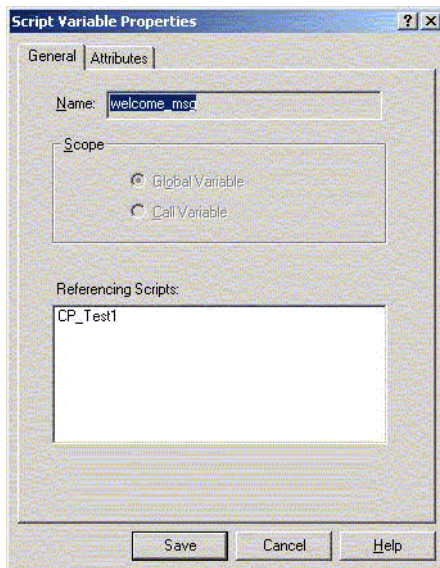 Script Variable Properties
General Attributes
Name: welcome_msg
Scope
Global Variable
Call Variable
Referencing Scripts:
CP_Test1
Save Cancel Help